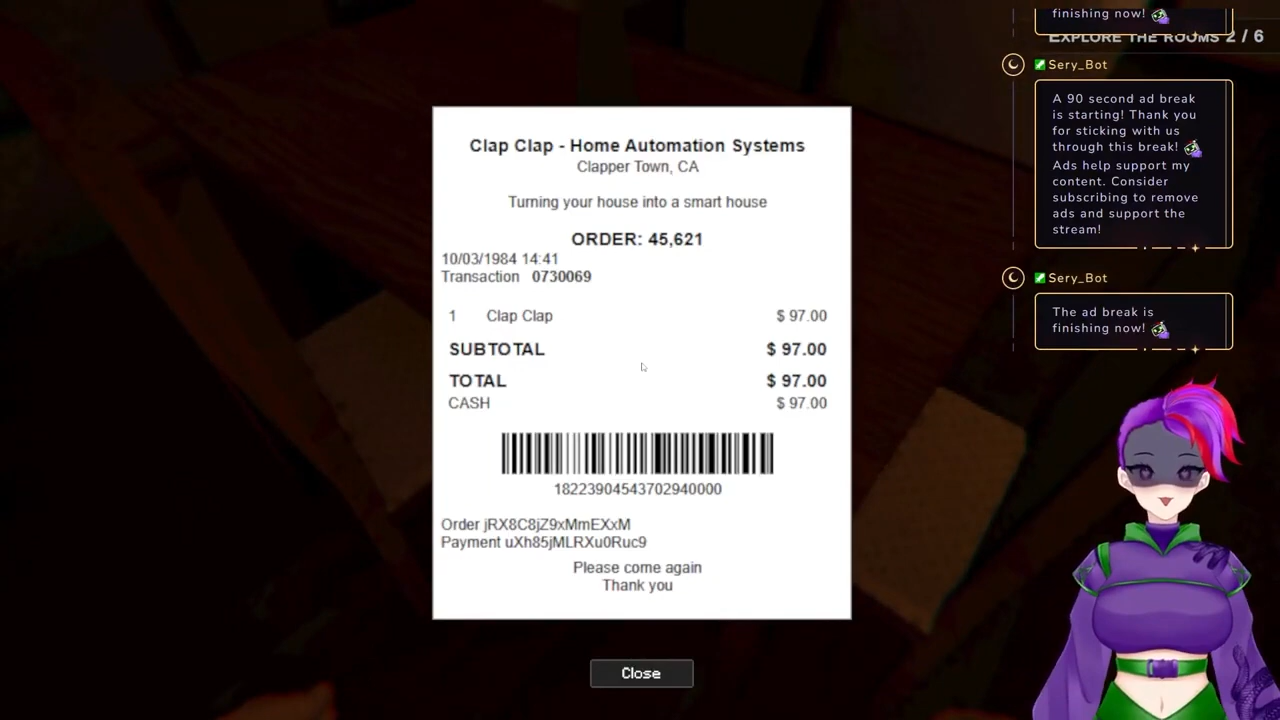 Clap Clap - Home Automation Systems
Clapper Town, CA
Turning your house into a smart house
ORDER: 45,621
10/03/1984 14:41
Transaction 0730069
1 Clap Clap $ 97.00
SUBTOTAL $ 97.00
TOTAL $ 97.00
CASH $ 97.00
18223904543702940000
Order jRX8C8jZ9xMmEXxM
Payment uXh85jMLRXu0Ruc9
Please come again
Thank you
Close
finishing now!
EXPLORE THE ROOMS 2 / 6
Sery_Bot
A 90 second ad break
is starting! Thank you
for sticking with us
through this break!
Ads help support my
content. Consider
subscribing to remove
ads and support the
stream!
Sery_Bot
The ad break is
finishing now!